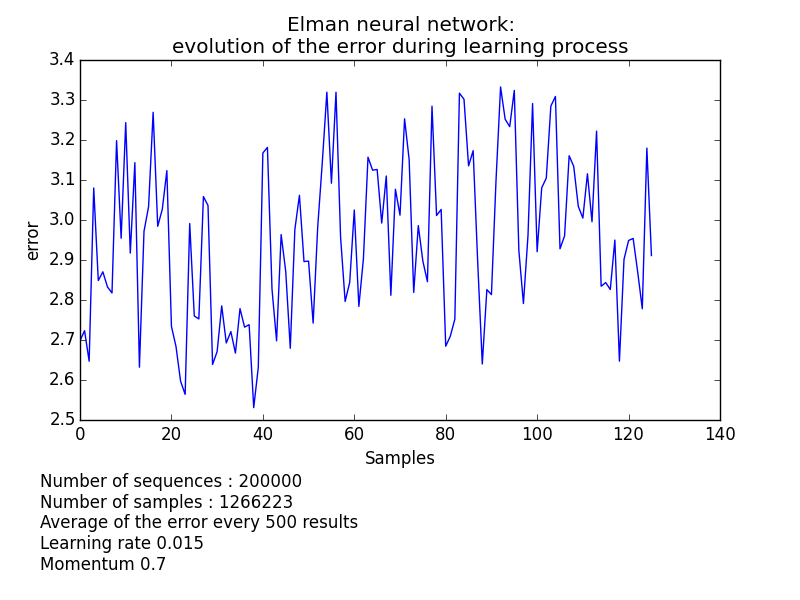 Elman neural network:
evolution of the error during learning process
3.4
3.3
3.2
3.1
3.0
2.9
2.8
2.7
2.6
2.5
error
0 20 40 60 80 100 120 140
Samples
Number of sequences : 200000
Number of samples : 1266223
Average of the error every 500 results
Learning rate 0.015
Momentum 0.7